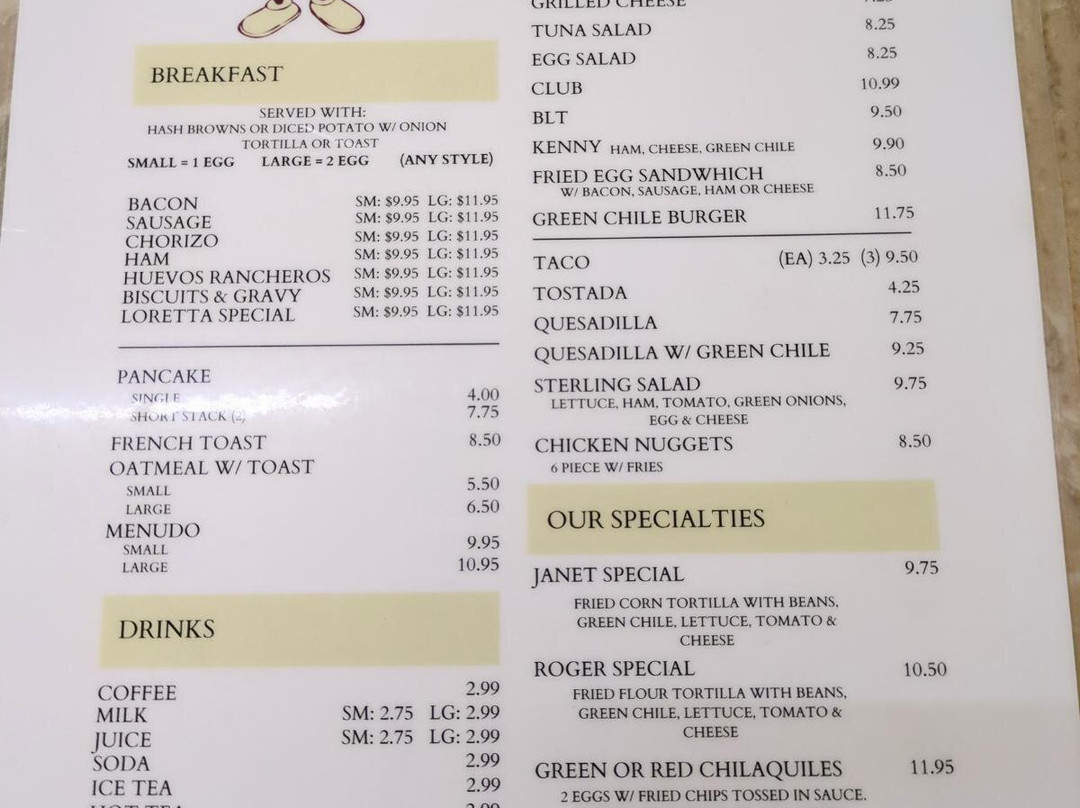 BREAKFAST
SERVED WITH:
HASH BROWNS OR DICED POTATO W/ ONION
TORTILLA OR TOAST
SMALL = 1 EGG LARGE = 2 EGG (ANY STYLE)
BACON SM: $9.95 LG: $11.95
SAUSAGE SM: $9.95 LG: $11.95
CHORIZO SM: $9.95 LG: $11.95
HAM SM: $9.95 LG: $11.95
HUEVOS RANCHEROS SM: $9.95 LG: $11.95
BISCUITS & GRAVY SM: $9.95 LG: $11.95
LORETTA SPECIAL SM: $9.95 LG: $11.95
PANCAKE
SINGLE 4.00
SHORT STACK (2) 7.75
FRENCH TOAST 8.50
OATMEAL W/ TOAST
SMALL 5.50
LARGE 6.50
MENUDO
SMALL 9.95
LARGE 10.95
DRINKS
COFFEE 2.99
MILK SM: 2.75 LG: 2.99
JUICE SM: 2.75 LG: 2.99
SODA 2.99
ICE TEA 2.99
HOT TEA 2.99
GRILLED CHEESE
TUNA SALAD 8.25
EGG SALAD 8.25
CLUB 10.99
BLT 9.50
KENNY HAM, CHEESE, GREEN CHILE 9.90
FRIED EGG SANDWHICH 8.50
W/ BACON, SAUSAGE, HAM OR CHEESE
GREEN CHILE BURGER 11.75
TACO (EA) 3.25 (3) 9.50
TOSTADA 4.25
QUESADILLA 7.75
QUESADILLA W/ GREEN CHILE 9.25
STERLING SALAD 9.75
LETTUCE, HAM, TOMATO, GREEN ONIONS,
EGG & CHEESE
CHICKEN NUGGETS 8.50
6 PIECE W/ FRIES
OUR SPECIALTIES
JANET SPECIAL 9.75
FRIED CORN TORTILLA WITH BEANS,
GREEN CHILE, LETTUCE, TOMATO &
CHEESE
ROGER SPECIAL 10.50
FRIED FLOUR TORTILLA WITH BEANS,
GREEN CHILE, LETTUCE, TOMATO &
CHEESE
GREEN OR RED CHILAQUILES 11.95
2 EGGS W/ FRIED CHIPS TOSSED IN SAUCE.